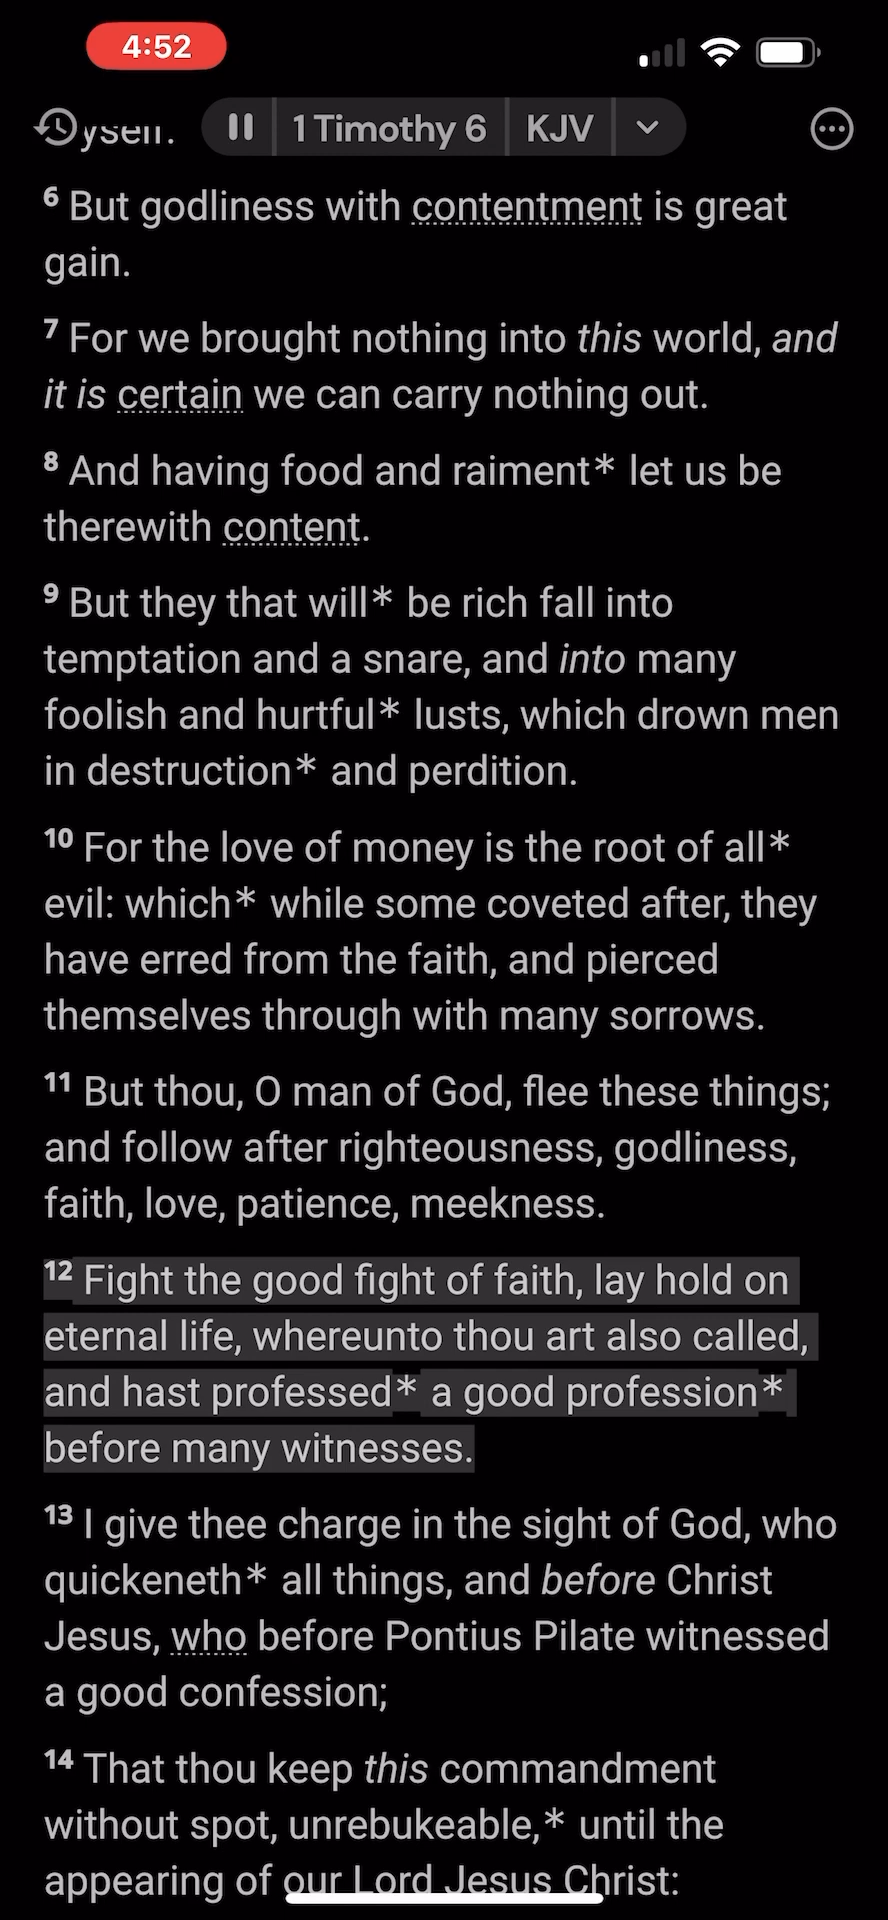 4:52
1 Timothy 6 KJV
6 But godliness with contentment is great
gain.
7 For we brought nothing into this world, and
it is certain we can carry nothing out.
8 And having food and raiment* let us be
therewith content.
9 But they that will* be rich fall into
temptation and a snare, and into many
foolish and hurtful* lusts, which drown men
in destruction* and perdition.
10 For the love of money is the root of all*
evil: which* while some coveted after, they
have erred from the faith, and pierced
themselves through with many sorrows.
11 But thou, O man of God, flee these things;
and follow after righteousness, godliness,
faith, love, patience, meekness.
12 Fight the good fight of faith, lay hold on
eternal life, whereunto thou art also called,
and hast professed* a good profession*
before many witnesses.
13 I give thee charge in the sight of God, who
quickeneth* all things, and before Christ
Jesus, who before Pontius Pilate witnessed
a good confession;
14 That thou keep this commandment
without spot, unrebukeable,* until the
appearing of our Lord Jesus Christ: